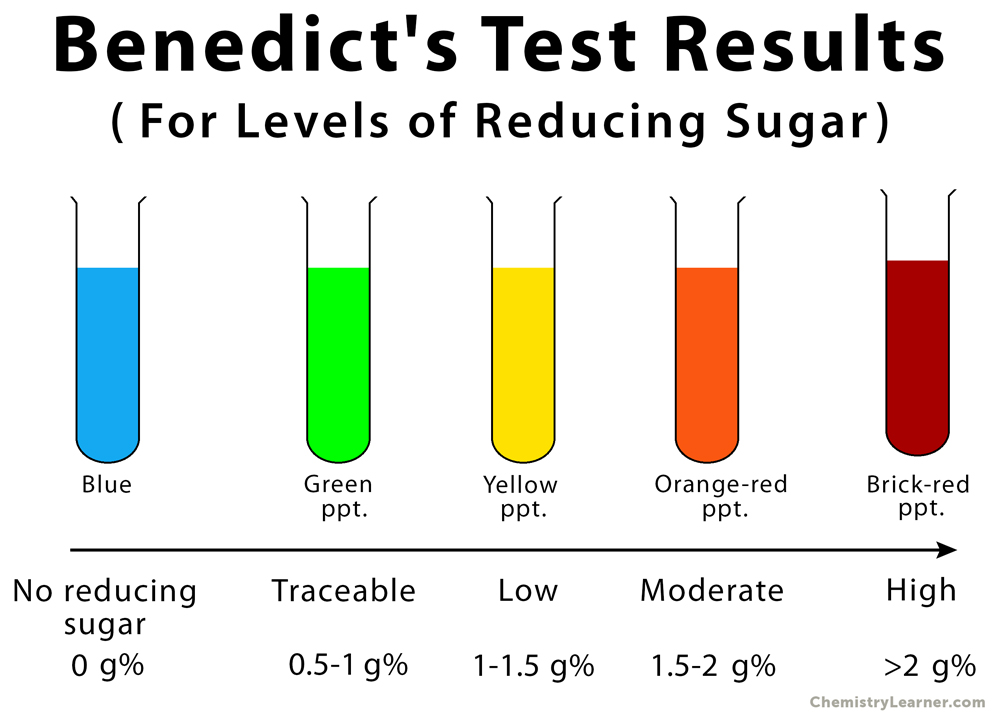 Benedict's Test Results
( For Levels of Reducing Sugar )
Blue
Green
ppt.
Yellow
ppt.
Orange-red
ppt.
Brick-red
ppt.
No reducing
sugar
Traceable
Low
Moderate
High
0 g%
0.5-1 g%
1-1.5 g%
1.5-2 g%
>2 g%
ChemistryLearner.com